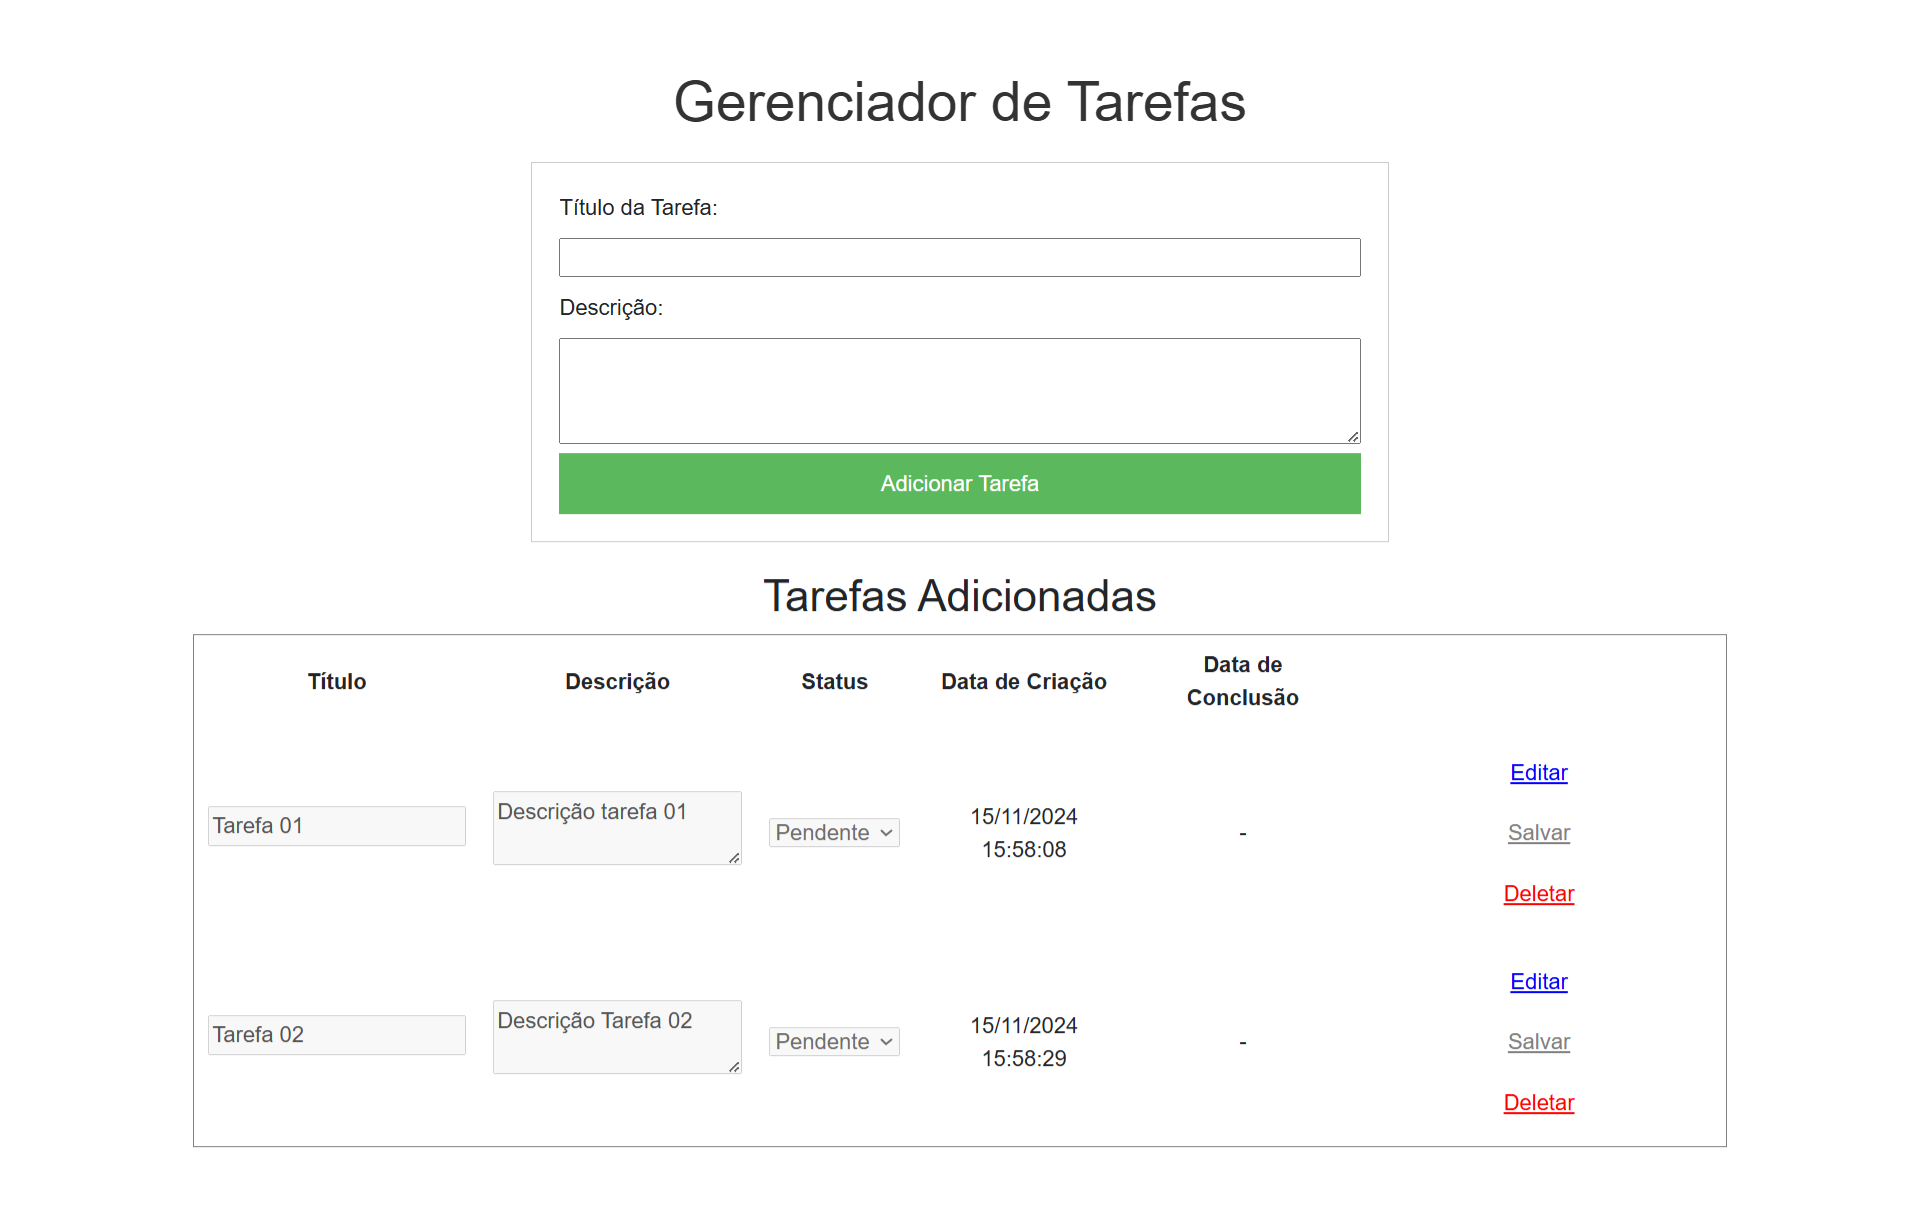 Gerenciador de Tarefas
Título da Tarefa:
Descrição:
Adicionar Tarefa
Tarefas Adicionadas
Título Descrição Status Data de Criação Data de
Conclusão
Editar
Tarefa 01 Descrição tarefa 01 Pendente 15/11/2024
15:58:08 - Salvar
Deletar
Editar
Tarefa 02 Descrição Tarefa 02 Pendente 15/11/2024
15:58:29 - Salvar
Deletar